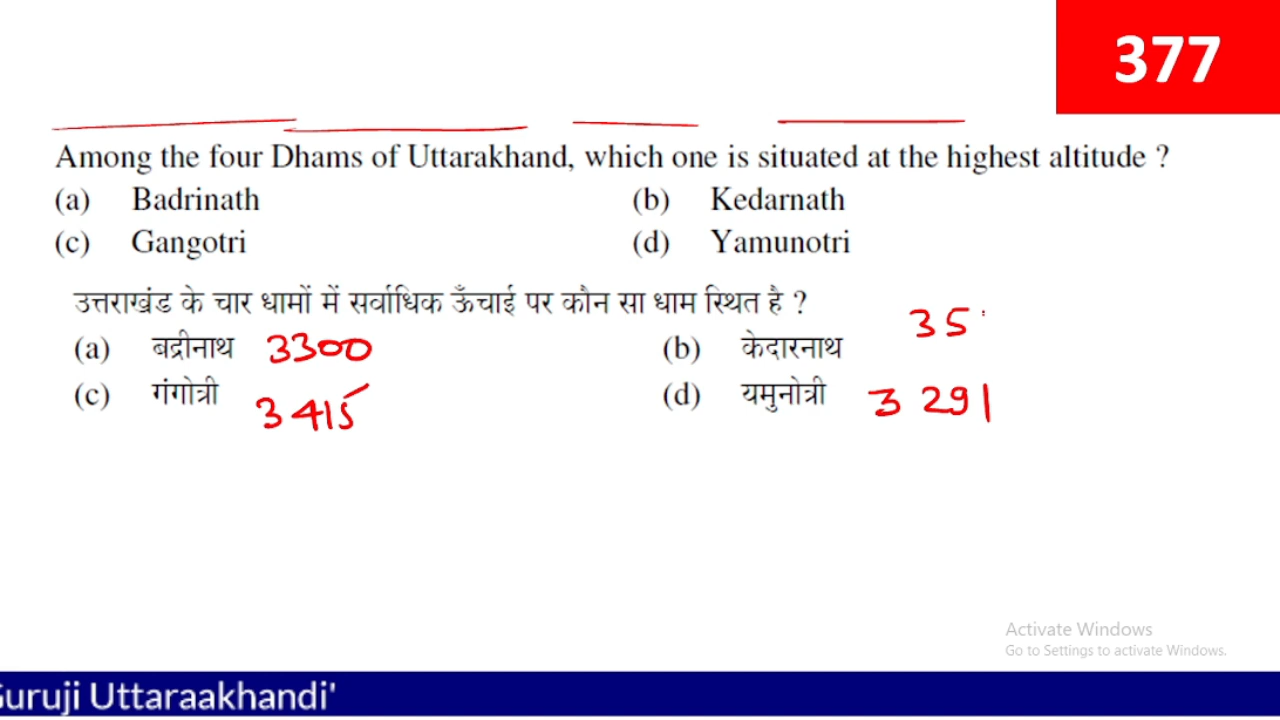 377
Among the four Dhams of Uttarakhand, which one is situated at the highest altitude ?
(a) Badrinath (b) Kedarnath
(c) Gangotri (d) Yamunotri
उत्तराखंड के चार धामों में सर्वाधिक ऊँचाई पर कौन सा धाम स्थित है ?
(a) बद्रीनाथ 3300 (b) केदारनाथ 35
(c) गंगोत्री 3415 (d) यमुनोत्री 3291
Activate Windows
Go to Settings to activate Windows.
Guruji Uttaraakhandi'